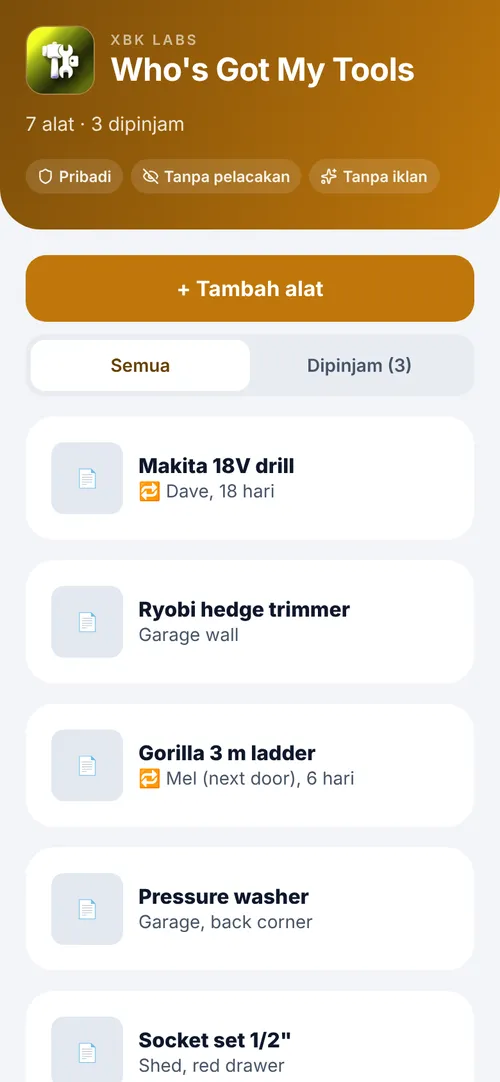 XBK LABS
Who's Got My Tools
7 alat · 3 dipinjam
Pribadi
Tanpa pelacakan
Tanpa iklan
+ Tambah alat
Semua
Dipinjam (3)
Makita 18V drill
🔁 Dave, 18 hari
Ryobi hedge trimmer
Garage wall
Gorilla 3 m ladder
🔁 Mel (next door), 6 hari
Pressure washer
Garage, back corner
Socket set 1/2"
Shed, red drawer